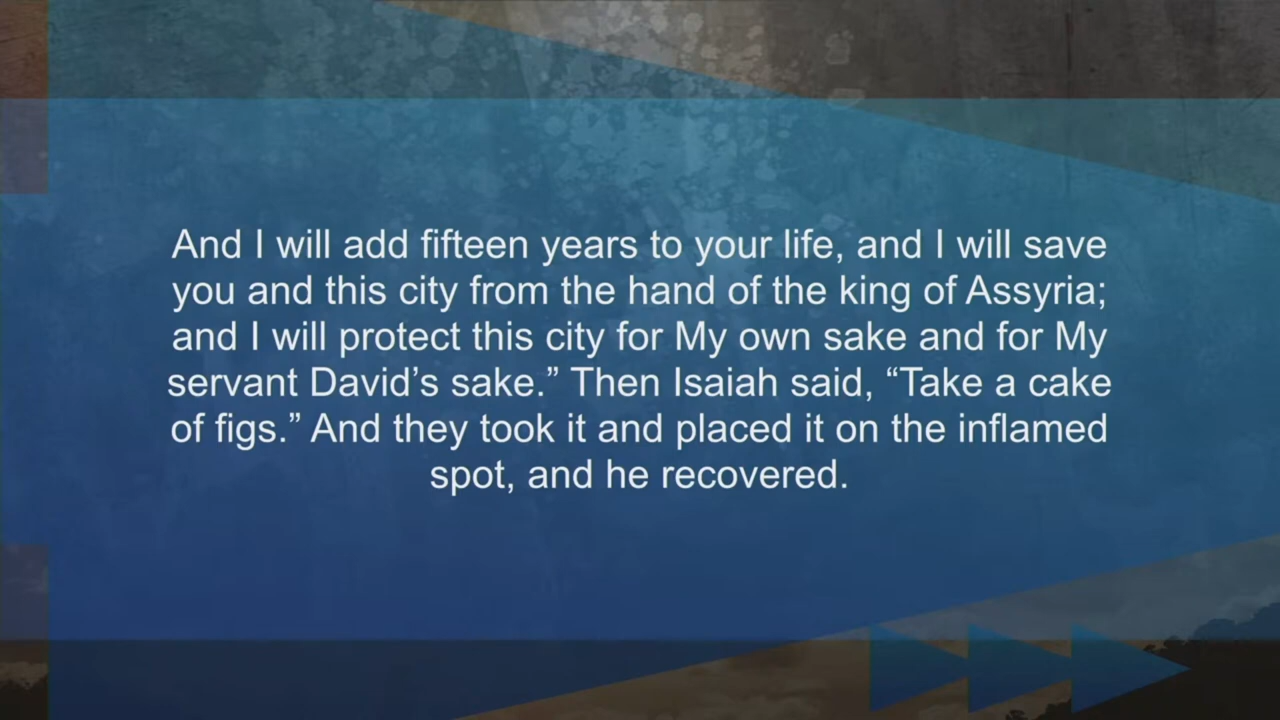 And I will add fifteen years to your life, and I will save
you and this city from the hand of the king of Assyria;
and I will protect this city for My own sake and for My
servant David’s sake.” Then Isaiah said, “Take a cake
of figs.” And they took it and placed it on the inflamed
spot, and he recovered.